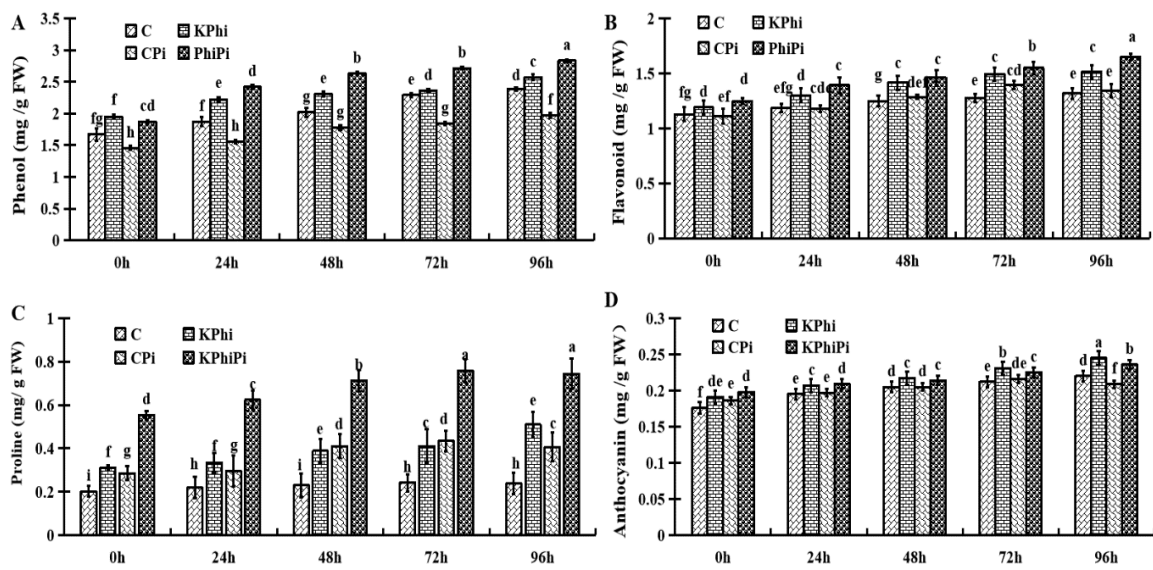 A
Phenol (mg /g FW)
3.5
3
2.5
2
1.5
1
0.5
0
C KPhi
CPi PhiPi
fg f h cd
f e h d
g e g b
e d g b
d c f a
0h 24h 48h 72h 96h
B
Flavonoid (mg /g FW)
2
1.5
1
0.5
0
C KPhi
CPi PhiPi
fg d ef d
efg e cd c
g c def c
e c cd b
e c e a
0h 24h 48h 72h 96h
C
Proline (mg/ g FW)
1
0.8
0.6
0.4
0.2
0
C KPhi
CPi KPhiPi
i f g d
h f g c
h e d b
h c d a
h e c a
0h 24h 48h 72h 96h
D
Anthocyanin (mg /g FW)
0.3
0.25
0.2
0.15
0.1
0.05
0
C KPhi
CPi KPhiPi
f de e d
e c e d
d c d c
e b de c
d a f b
0h 24h 48h 72h 96h